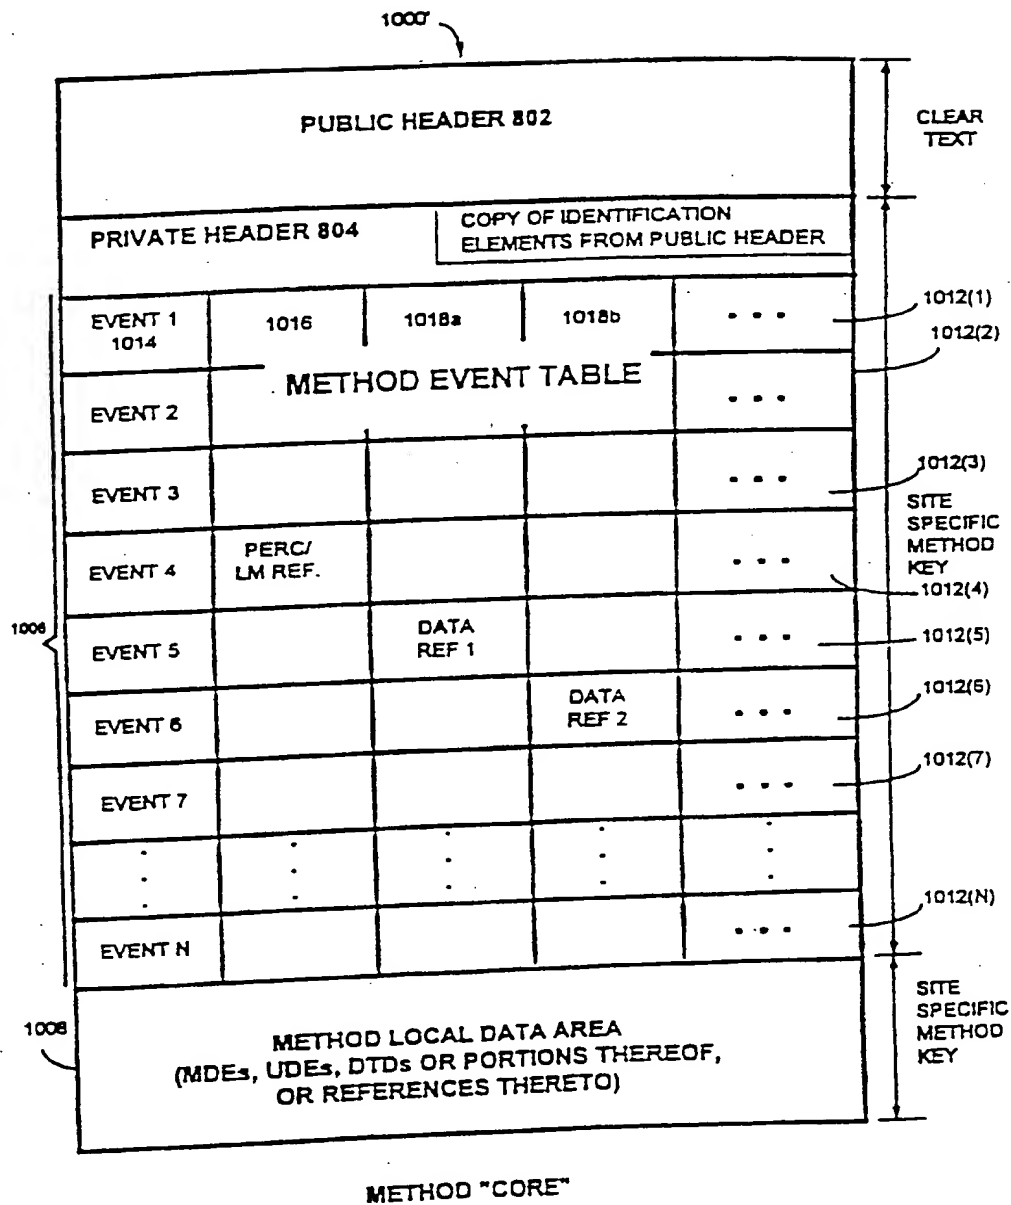 1000'
PUBLIC HEADER 802
CLEAR
TEXT
PRIVATE HEADER 804
COPY OF IDENTIFICATION
ELEMENTS FROM PUBLIC HEADER
EVENT 1
1014
1016
1018a
1018b
1012(1)
1012(2)
METHOD EVENT TABLE
EVENT 2
EVENT 3
1012(3)
SITE
SPECIFIC
METHOD
KEY
EVENT 4
PERC/
LM REF.
1012(4)
1006
EVENT 5
DATA
REF 1
1012(5)
EVENT 6
DATA
REF 2
1012(6)
EVENT 7
1012(7)
EVENT N
1012(N)
1008
METHOD LOCAL DATA AREA
(MDEs, UDEs, DTDs OR PORTIONS THEREOF,
OR REFERENCES THERETO)
SITE
SPECIFIC
METHOD
KEY
METHOD "CORE"